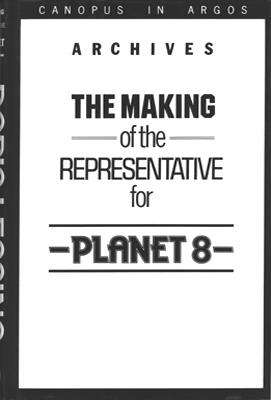 CANOPUS IN ARGOS
ARCHIVES
THE MAKING
of the
REPRESENTATIVE
for
PLANET 8